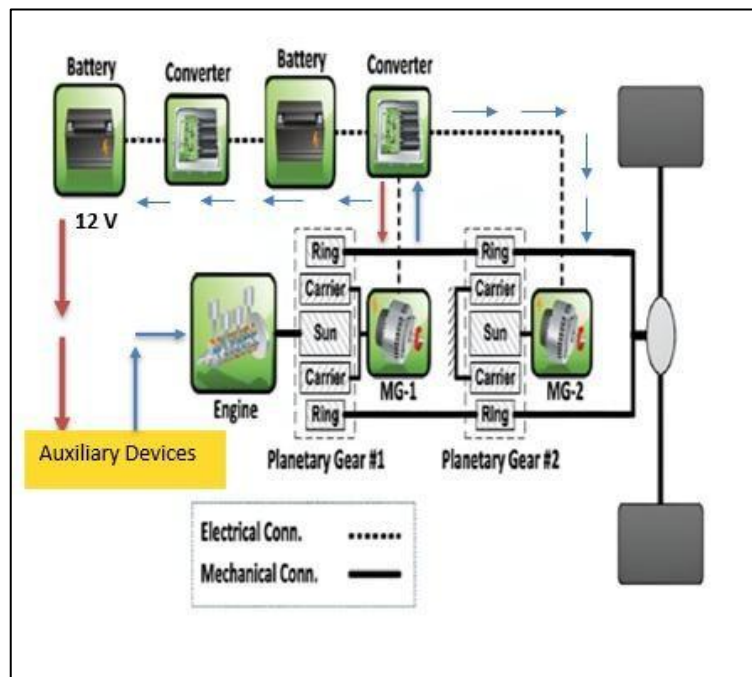 Battery
Converter
Battery
Converter
12 V
Ring
Carrier
Sun
Carrier
Ring
Ring
Carrier
Sun
Carrier
Ring
Engine
MG-1
MG-2
Auxiliary Devices
Planetary Gear #1
Planetary Gear #2
Electrical Conn.
Mechanical Conn.